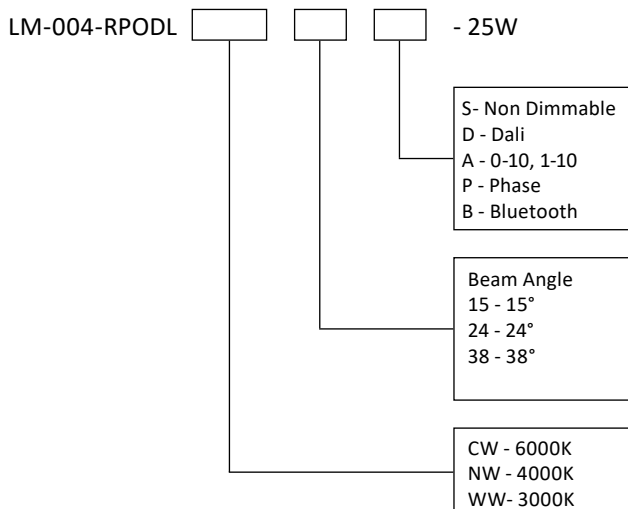 LM-004-RPODL - 25W
S- Non Dimmable
D - Dali
A - 0-10, 1-10
P - Phase
B - Bluetooth
Beam Angle
15 - 15°
24 - 24°
38 - 38°
CW - 6000K
NW - 4000K
WW- 3000K